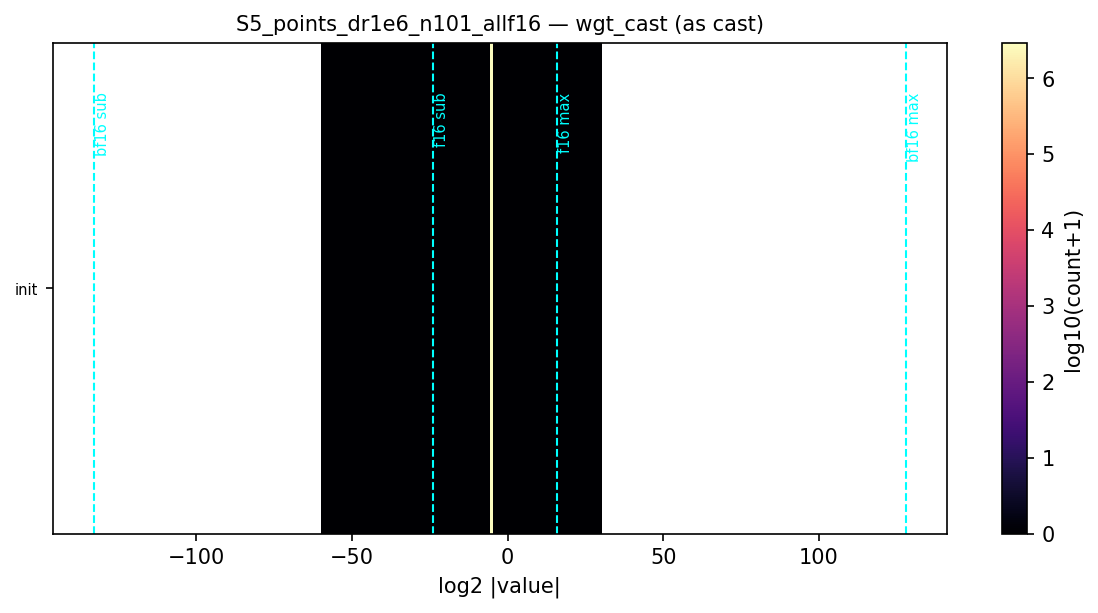 S5_points_dr1e6_n101_allf16 — wgt_cast (as cast)
bf16 sub
f16 sub
f16 max
bf16 max
init
−100
−50
0
50
100
log2 |value|
6
5
4
3
2
1
0
log10(count+1)